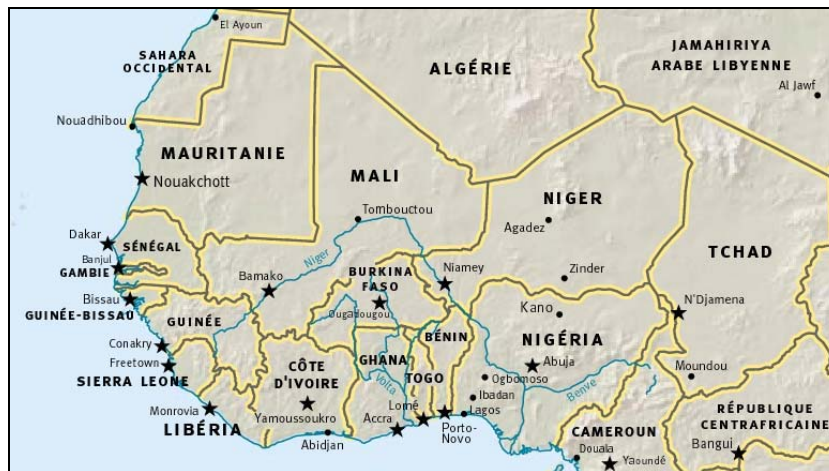 El Ayoun
SAHARA
OCCIDENTAL
ALGÉRIE
JAMAHIRIYA
ARABE LIBYENNE
Al Jawf
Nouadhibou
MAURITANIE
Nouakchott
MALI
Tombouctou
NIGER
Agadez
TCHAD
Dakar
SÉNÉGAL
Banjul
GAMBIE
Niger
Bamako
BURKINA
FASO
Niamey
Zinder
Bissau
GUINÉE-BISSAU
GUINÉE
Ougadougou
Kano
N'Djamena
BÉNIN
NIGÉRIA
Conakry
Freetown
SIERRA LEONE
CÔTE
D'IVOIRE
GHANA
TOGO
Abuja
Moundou
Volta
Ogbomoso
Ibadan
Benve
Monrovia
LIBÉRIA
Yamoussoukro
Abidjan
Accra
Lomé
Porto-
Novo
Lagos
CAMEROUN
Douala
Yaoundé
RÉPUBLIQUE
CENTRAFRICAINE
Bangui